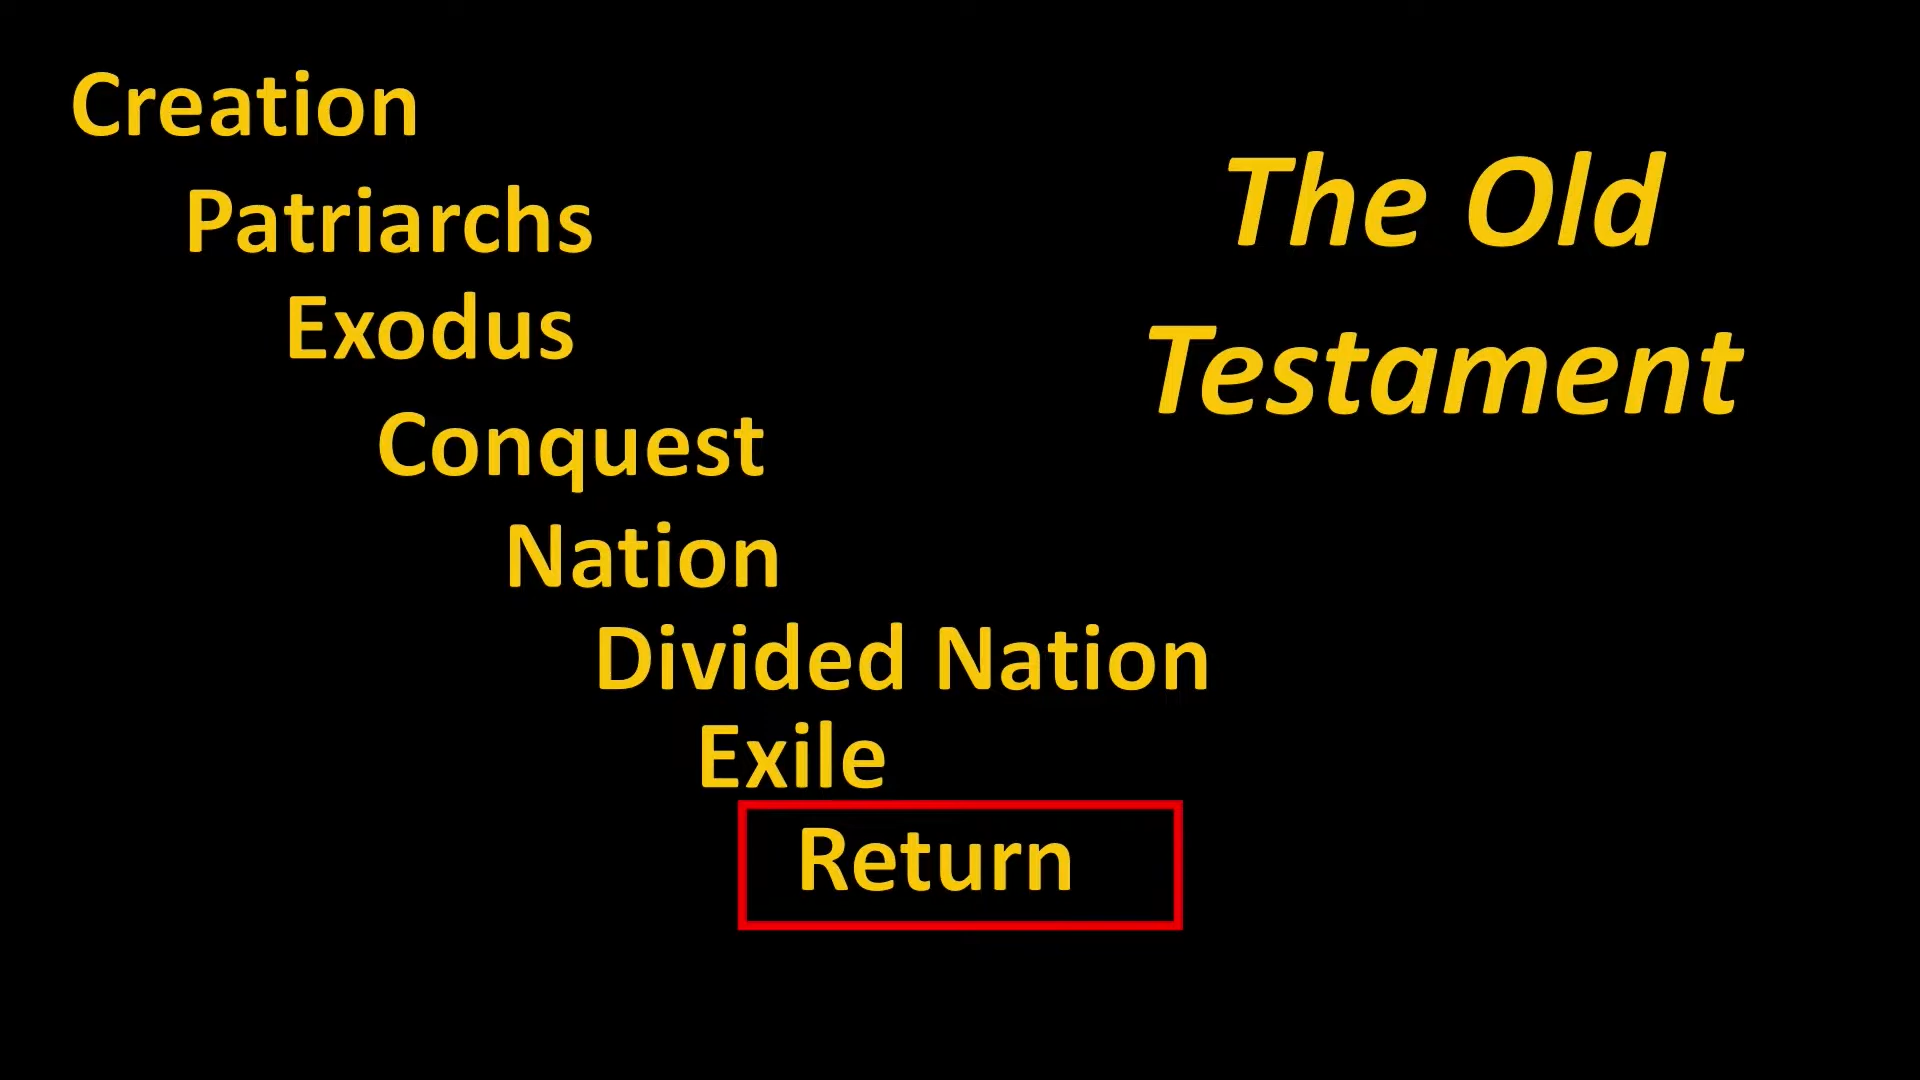 Creation
Patriarchs
Exodus
Conquest
Nation
Divided Nation
Exile
Return
The Old
Testament